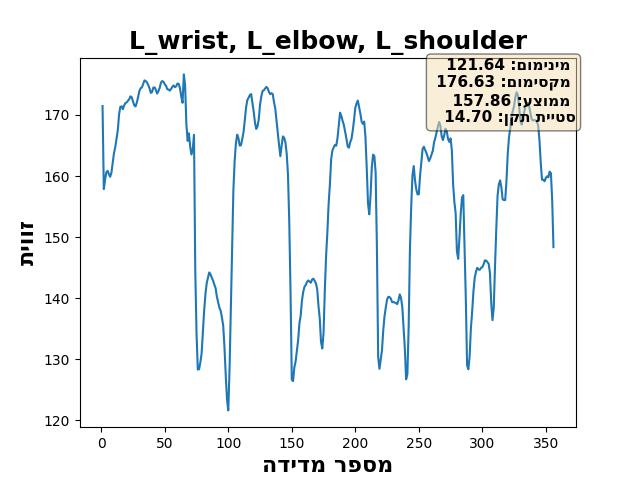 L_wrist, L_elbow, L_shoulder
מינימום: 121.64
מקסימום: 176.63
ממוצע: 157.86
סטיית תקן: 14.70
זווית
170
160
150
140
130
120
0 50 100 150 200 250 300 350
מספר מדידה